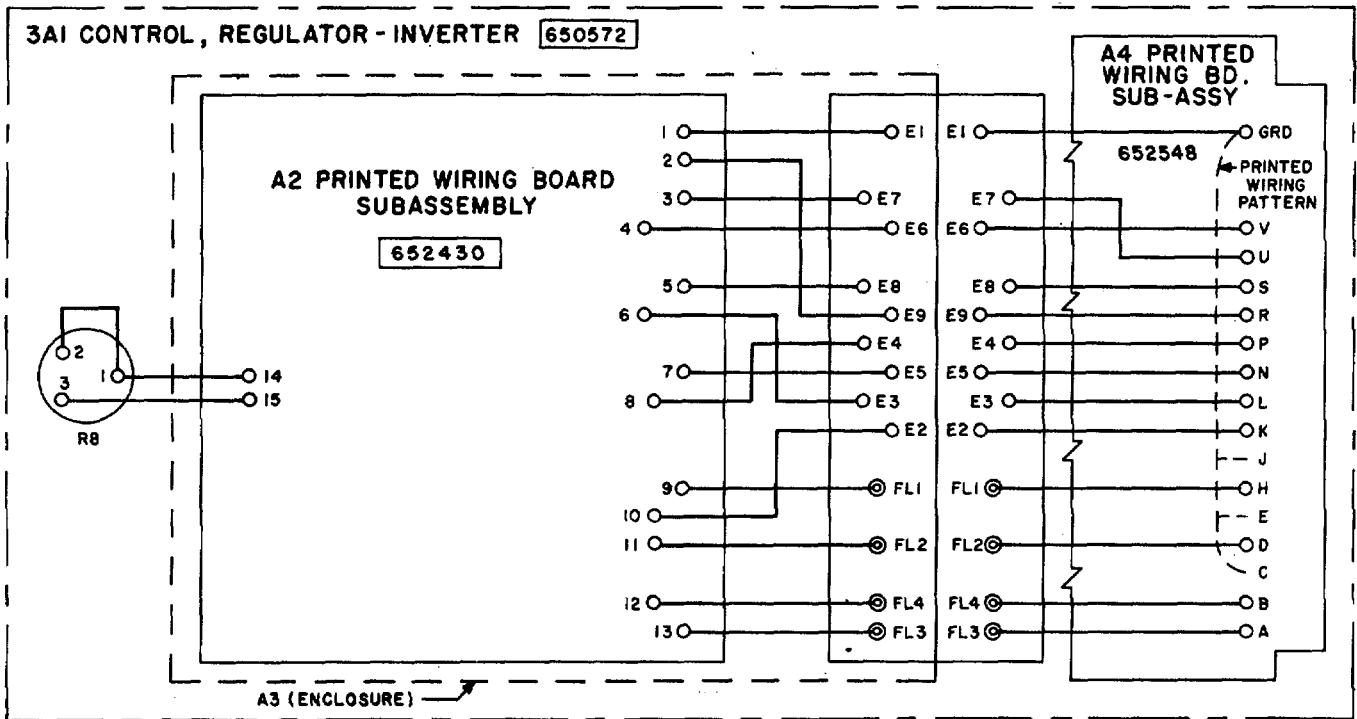 3A1 CONTROL, REGULATOR-INVERTER 650572
A4 PRINTED
WIRING BD.
SUB-ASSY
652548
A2 PRINTED WIRING BOARD
SUBASSEMBLY
652430
1 E1 E1 GRD
2
PRINTED
WIRING
PATTERN
3 E7 E7
4 E6 E6 V
U
5 E8 E8 S
6 E9 E9 R
E4 E4 P
7 E5 E5 N
8 E3 E3 L
E2 E2 K
J
9 FL1 FL1 H
10 E
11 FL2 FL2 D
C
12 FL4 FL4 B
13 FL3 FL3 A
2
1 14
3 15
R8
A3 (ENCLOSURE)